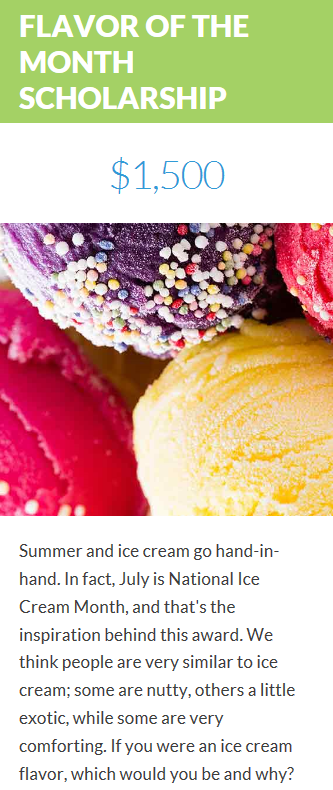 FLAVOR OF THE
MONTH
SCHOLARSHIP
$1,500
Summer and ice cream go hand-in-
hand. In fact, July is National Ice
Cream Month, and that's the
inspiration behind this award. We
think people are very similar to ice
cream; some are nutty, others a little
exotic, while some are very
comforting. If you were an ice cream
flavor, which would you be and why?